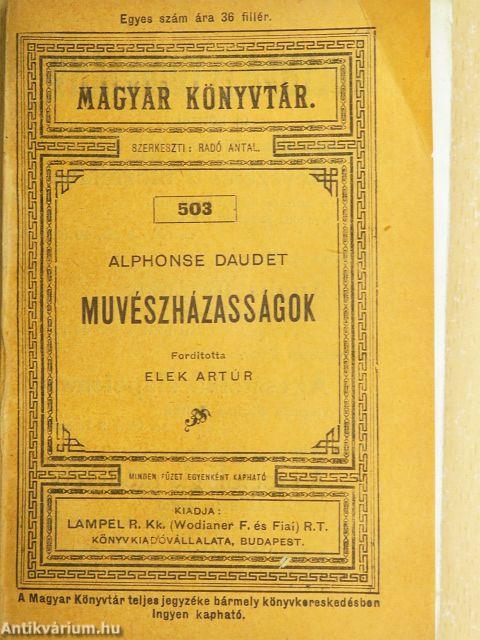 Egyes szám ára 36 fillér.
MAGYAR KÖNYVTÁR.
SZERKESZTI: RADÓ ANTAL.
503
ALPHONSE DAUDET
MUVÉSZHÁZASSÁGOK
Forditotta
ELEK ARTÚR
MINDEN FÜZET EGYENKÉNT KAPHATÓ
KIADJA:
LAMPEL R. Kk. (Wodianer F. és Fiai) R.T.
KÖNYVKIADÓVÁLLALATA, BUDAPEST.
A Magyar Könyvtár teljes jegyzéke bármely könyvkereskedésben
Ingyen kapható.
Antikvárium.hu